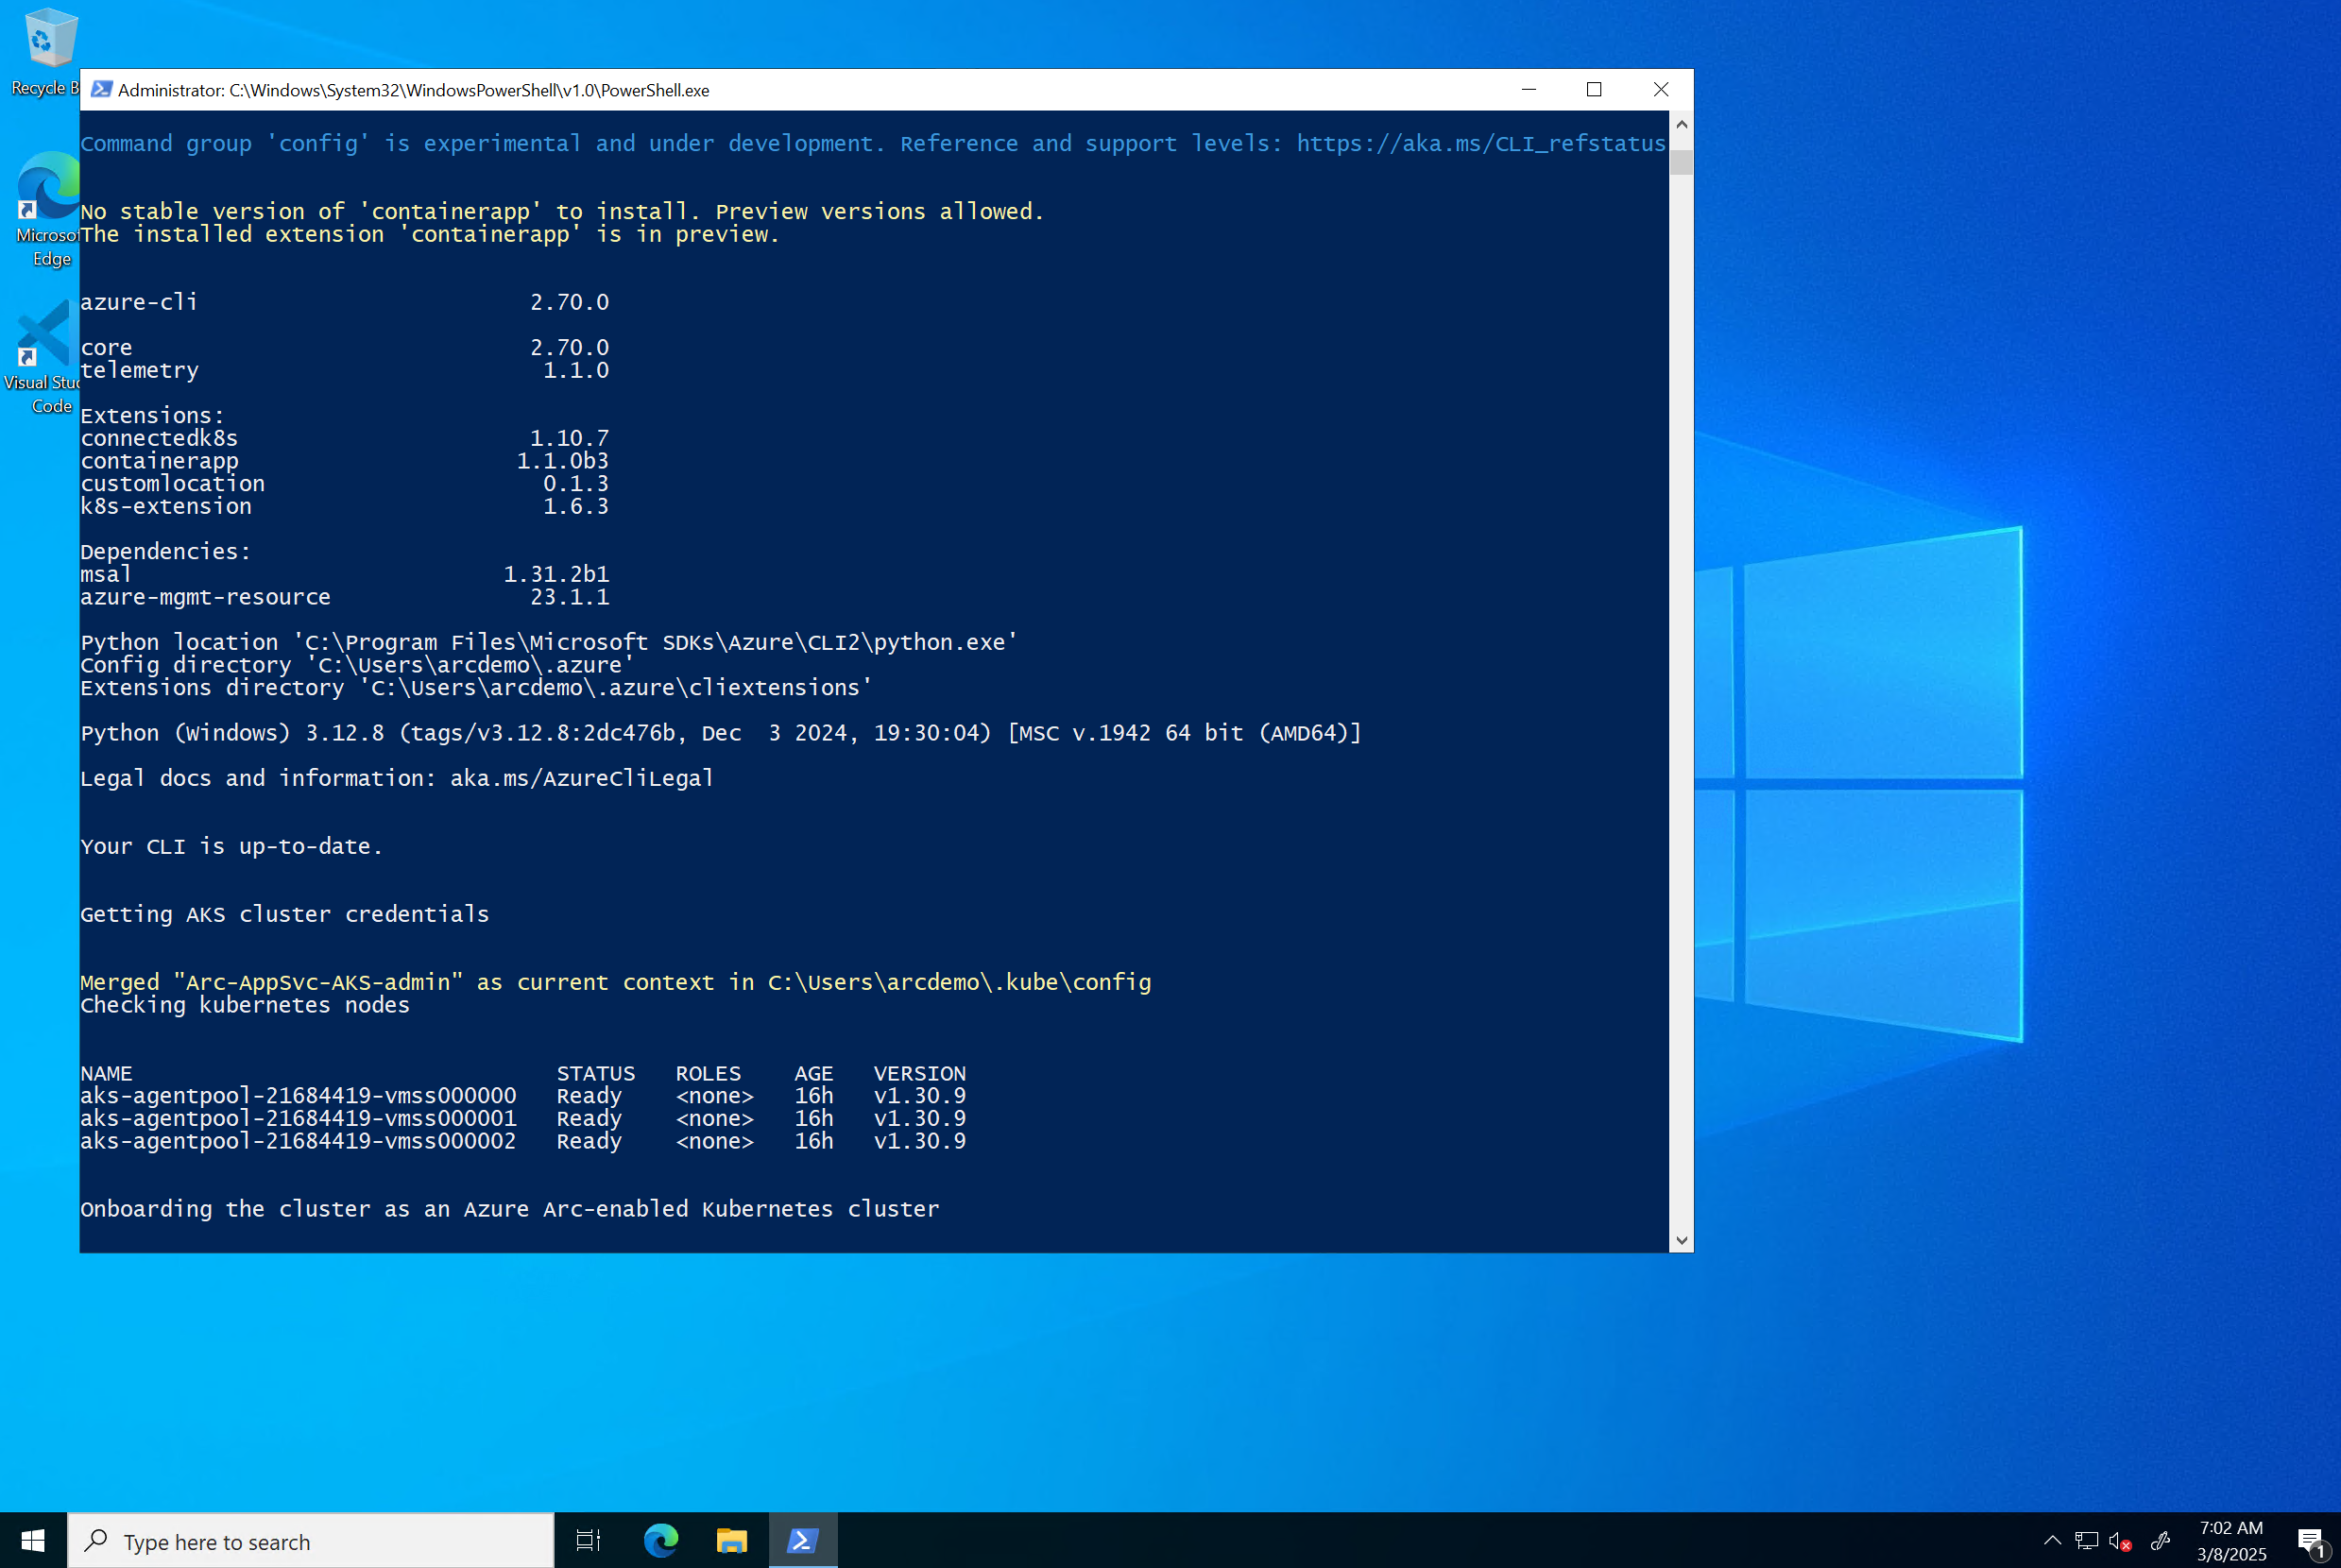 Recycle B
Administrator: C:\Windows\System32\WindowsPowerShell\v1.0\PowerShell.exe
Command group 'config' is experimental and under development. Reference and support levels: https://aka.ms/CLI_refstatus
No stable version of 'containerapp' to install. Preview versions allowed.
The installed extension 'containerapp' is in preview.
Microsof
Edge
Visual Stud
Code
azure-cli 2.70.0
core 2.70.0
telemetry 1.1.0
Extensions:
connectedk8s 1.10.7
containerapp 1.1.0b3
customlocation 0.1.3
k8s-extension 1.6.3
Dependencies:
msal 1.31.2b1
azure-mgmt-resource 23.1.1
Python location 'C:\Program Files\Microsoft SDKs\Azure\CLI2\python.exe'
Config directory 'C:\Users\arcdemo\.azure'
Extensions directory 'C:\Users\arcdemo\.azure\cliextensions'
Python (Windows) 3.12.8 (tags/v3.12.8:2dc476b, Dec  3 2024, 19:30:04) [MSC v.1942 64 bit (AMD64)]
Legal docs and information: aka.ms/AzureCliLegal
Your CLI is up-to-date.
Getting AKS cluster credentials
Merged "Arc-AppSvc-AKS-admin" as current context in C:\Users\arcdemo\.kube\config
Checking kubernetes nodes
NAME STATUS ROLES AGE VERSION
aks-agentpool-21684419-vmss000000 Ready <none> 16h v1.30.9
aks-agentpool-21684419-vmss000001 Ready <none> 16h v1.30.9
aks-agentpool-21684419-vmss000002 Ready <none> 16h v1.30.9
Onboarding the cluster as an Azure Arc-enabled Kubernetes cluster
Type here to search
7:02 AM
3/8/2025
1